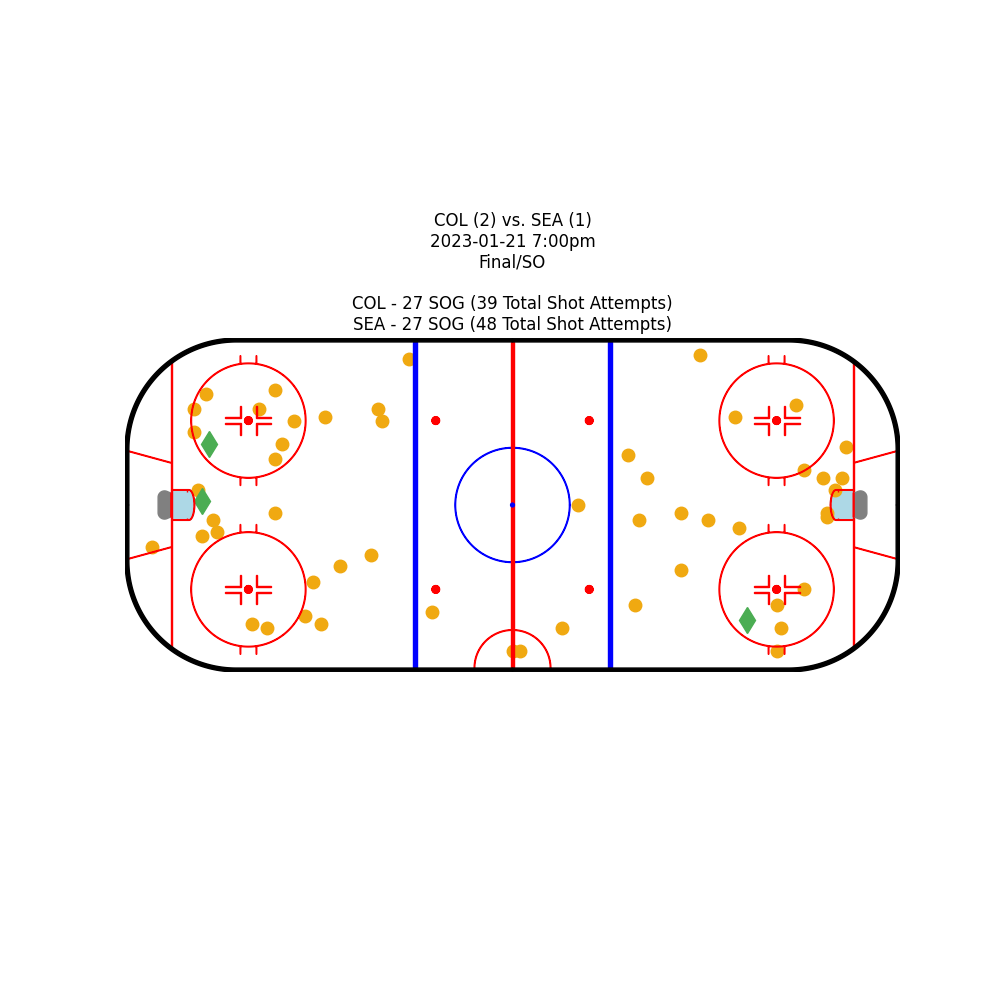 COL (2) vs. SEA (1)
2023-01-21 7:00pm
Final/SO
COL - 27 SOG (39 Total Shot Attempts)
SEA - 27 SOG (48 Total Shot Attempts)